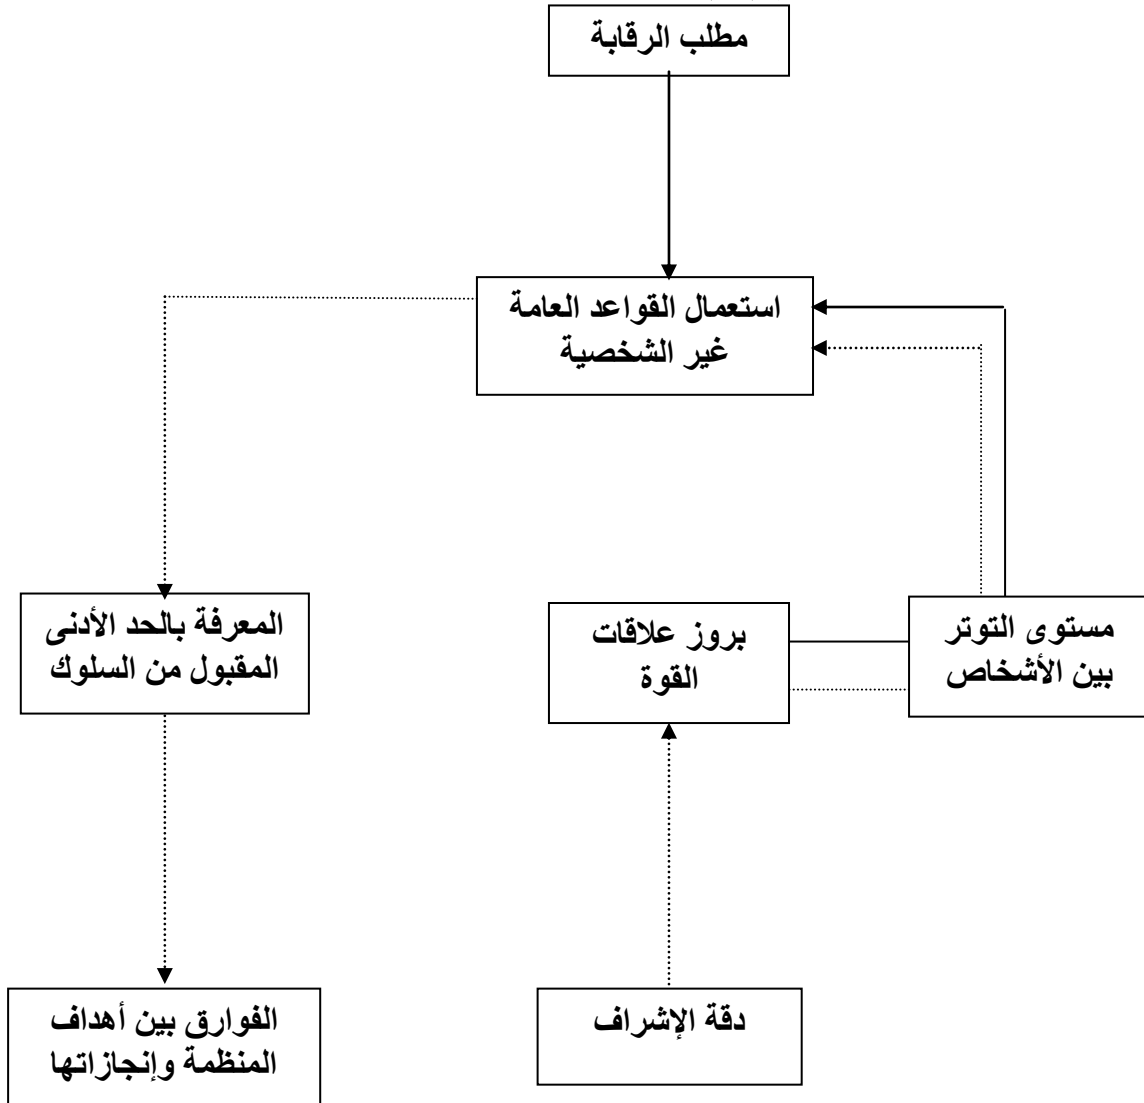 مطلب الرقابة
استعمال القواعد العامة
غير الشخصية
مستوى التوتر
بين الأشخاص
بروز علاقات
القوة
المعرفة بالحد الأدنى
المقبول من السلوك
دقة الإشراف
الفوارق بين أهداف
المنظمة وإنجازاتها